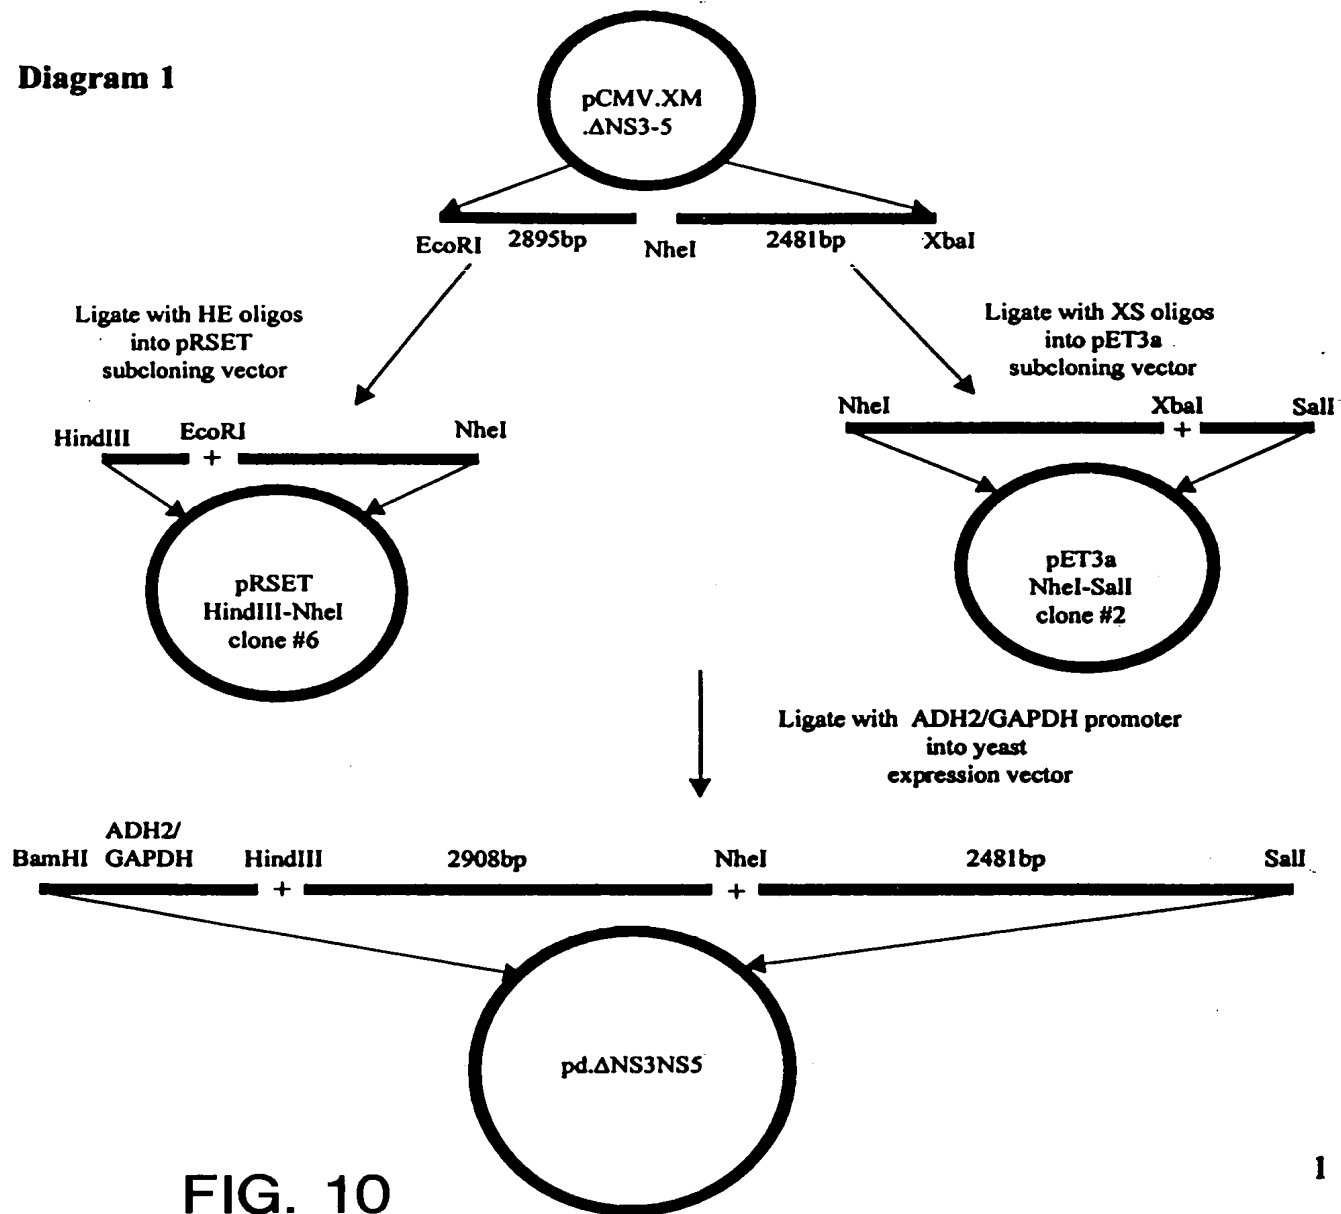 Diagram 1
pCMV.XM
.ΔNS3-5
EcoRI 2895bp NheI 2481bp XbaI
Ligate with HE oligos
into pRSET
subcloning vector
Ligate with XS oligos
into pET3a
subcloning vector
HindIII EcoRI NheI
+
NheI XbaI SalI
+
pRSET
HindIII-NheI
clone #6
pET3a
NheI-SalI
clone #2
Ligate with ADH2/GAPDH promoter
into yeast
expression vector
ADH2/
BamHI GAPDH HindIII 2908bp NheI 2481bp SalI
+ +
pd.ΔNS3NS5
FIG. 10
1